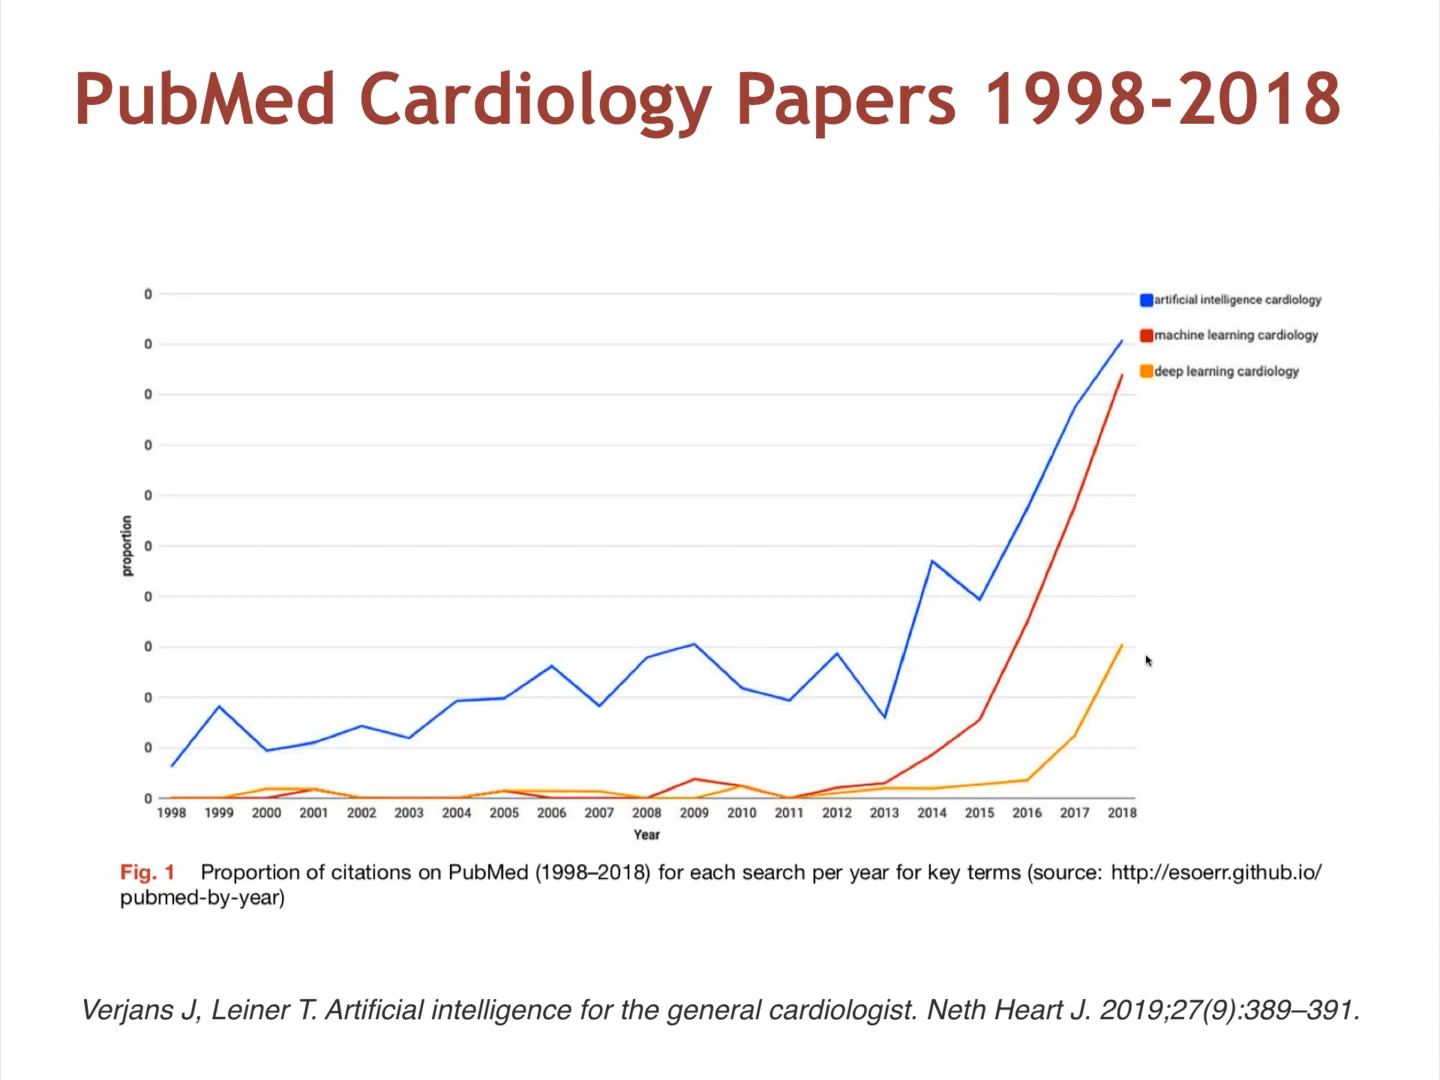 PubMed Cardiology Papers 1998-2018
0
0
0
0
0
0
0
0
0
0
0
proportion
artificial intelligence cardiology
machine learning cardiology
deep learning cardiology
1998 1999 2000 2001 2002 2003 2004 2005 2006 2007 2008 2009 2010 2011 2012 2013 2014 2015 2016 2017 2018
Year
Fig. 1 Proportion of citations on PubMed (1998–2018) for each search per year for key terms (source: http://esoerr.github.io/
pubmed-by-year)
Verjans J, Leiner T. Artificial intelligence for the general cardiologist. Neth Heart J. 2019;27(9):389–391.